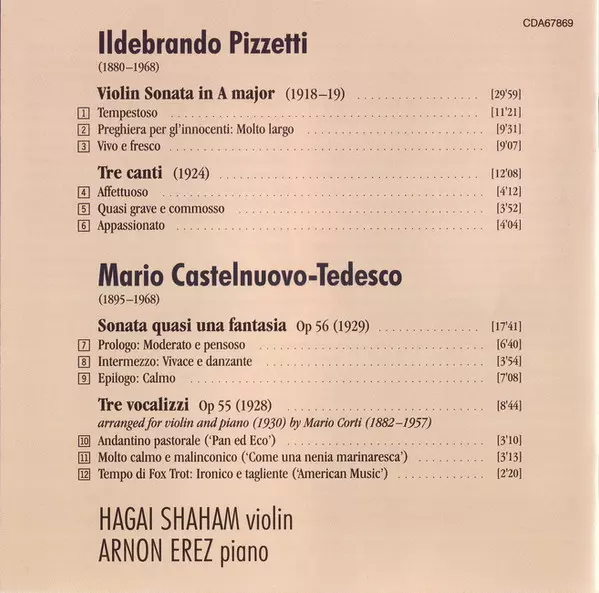 CDA67869
Ildebrando Pizzetti
(1880–1968)
Violin Sonata in A major (1918–19) [29'59]
1 Tempestoso [11'21]
2 Preghiera per gl'innocenti: Molto largo [9'31]
3 Vivo e fresco [9'07]
Tre canti (1924) [12'08]
4 Affettuoso [4'12]
5 Quasi grave e commosso [3'52]
6 Appassionato [4'04]
Mario Castelnuovo-Tedesco
(1895–1968)
Sonata quasi una fantasia Op 56 (1929) [17'41]
7 Prologo: Moderato e pensoso [6'40]
8 Intermezzo: Vivace e danzante [3'54]
9 Epilogo: Calmo [7'08]
Tre vocalizzi Op 55 (1928) [8'44]
arranged for violin and piano (1930) by Mario Corti (1882–1957)
10 Andantino pastorale ('Pan ed Eco') [3'10]
11 Molto calmo e malinconico ('Come una nenia marinaresca') [3'13]
12 Tempo di Fox Trot: Ironico e tagliente ('American Music') [2'20]
HAGAI SHAHAM violin
ARNON EREZ piano